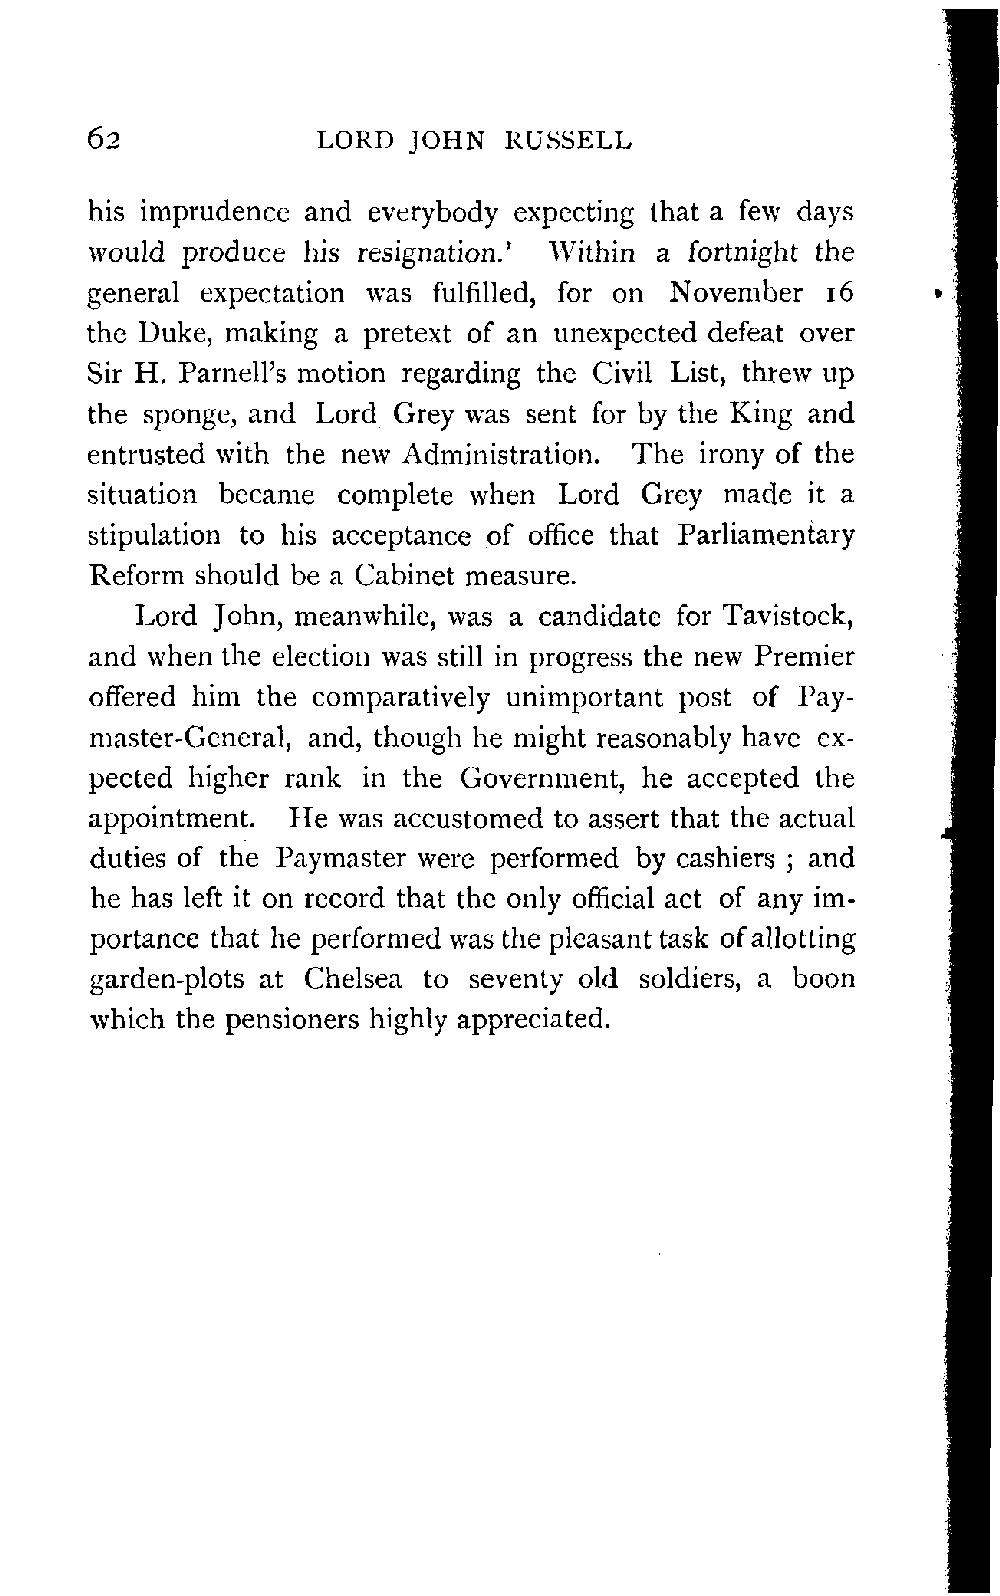 62 LORD JOHN RUSSELL
his imprudence and everybody expecting that a few days
would produce his resignation.' Within a fortnight the
general expectation was fulfilled, for on November 16
the Duke, making a pretext of an unexpected defeat over
Sir H. Parnell's motion regarding the Civil List, threw up
the sponge, and Lord Grey was sent for by the King and
entrusted with the new Administration. The irony of the
situation became complete when Lord Grey made it a
stipulation to his acceptance of office that Parliamentary
Reform should be a Cabinet measure.
Lord John, meanwhile, was a candidate for Tavistock,
and when the election was still in progress the new Premier
offered him the comparatively unimportant post of Pay-
master-General, and, though he might reasonably have ex-
pected higher rank in the Government, he accepted the
appointment. He was accustomed to assert that the actual
duties of the Paymaster were performed by cashiers ; and
he has left it on record that the only official act of any im-
portance that he performed was the pleasant task of allotting
garden-plots at Chelsea to seventy old soldiers, a boon
which the pensioners highly appreciated.